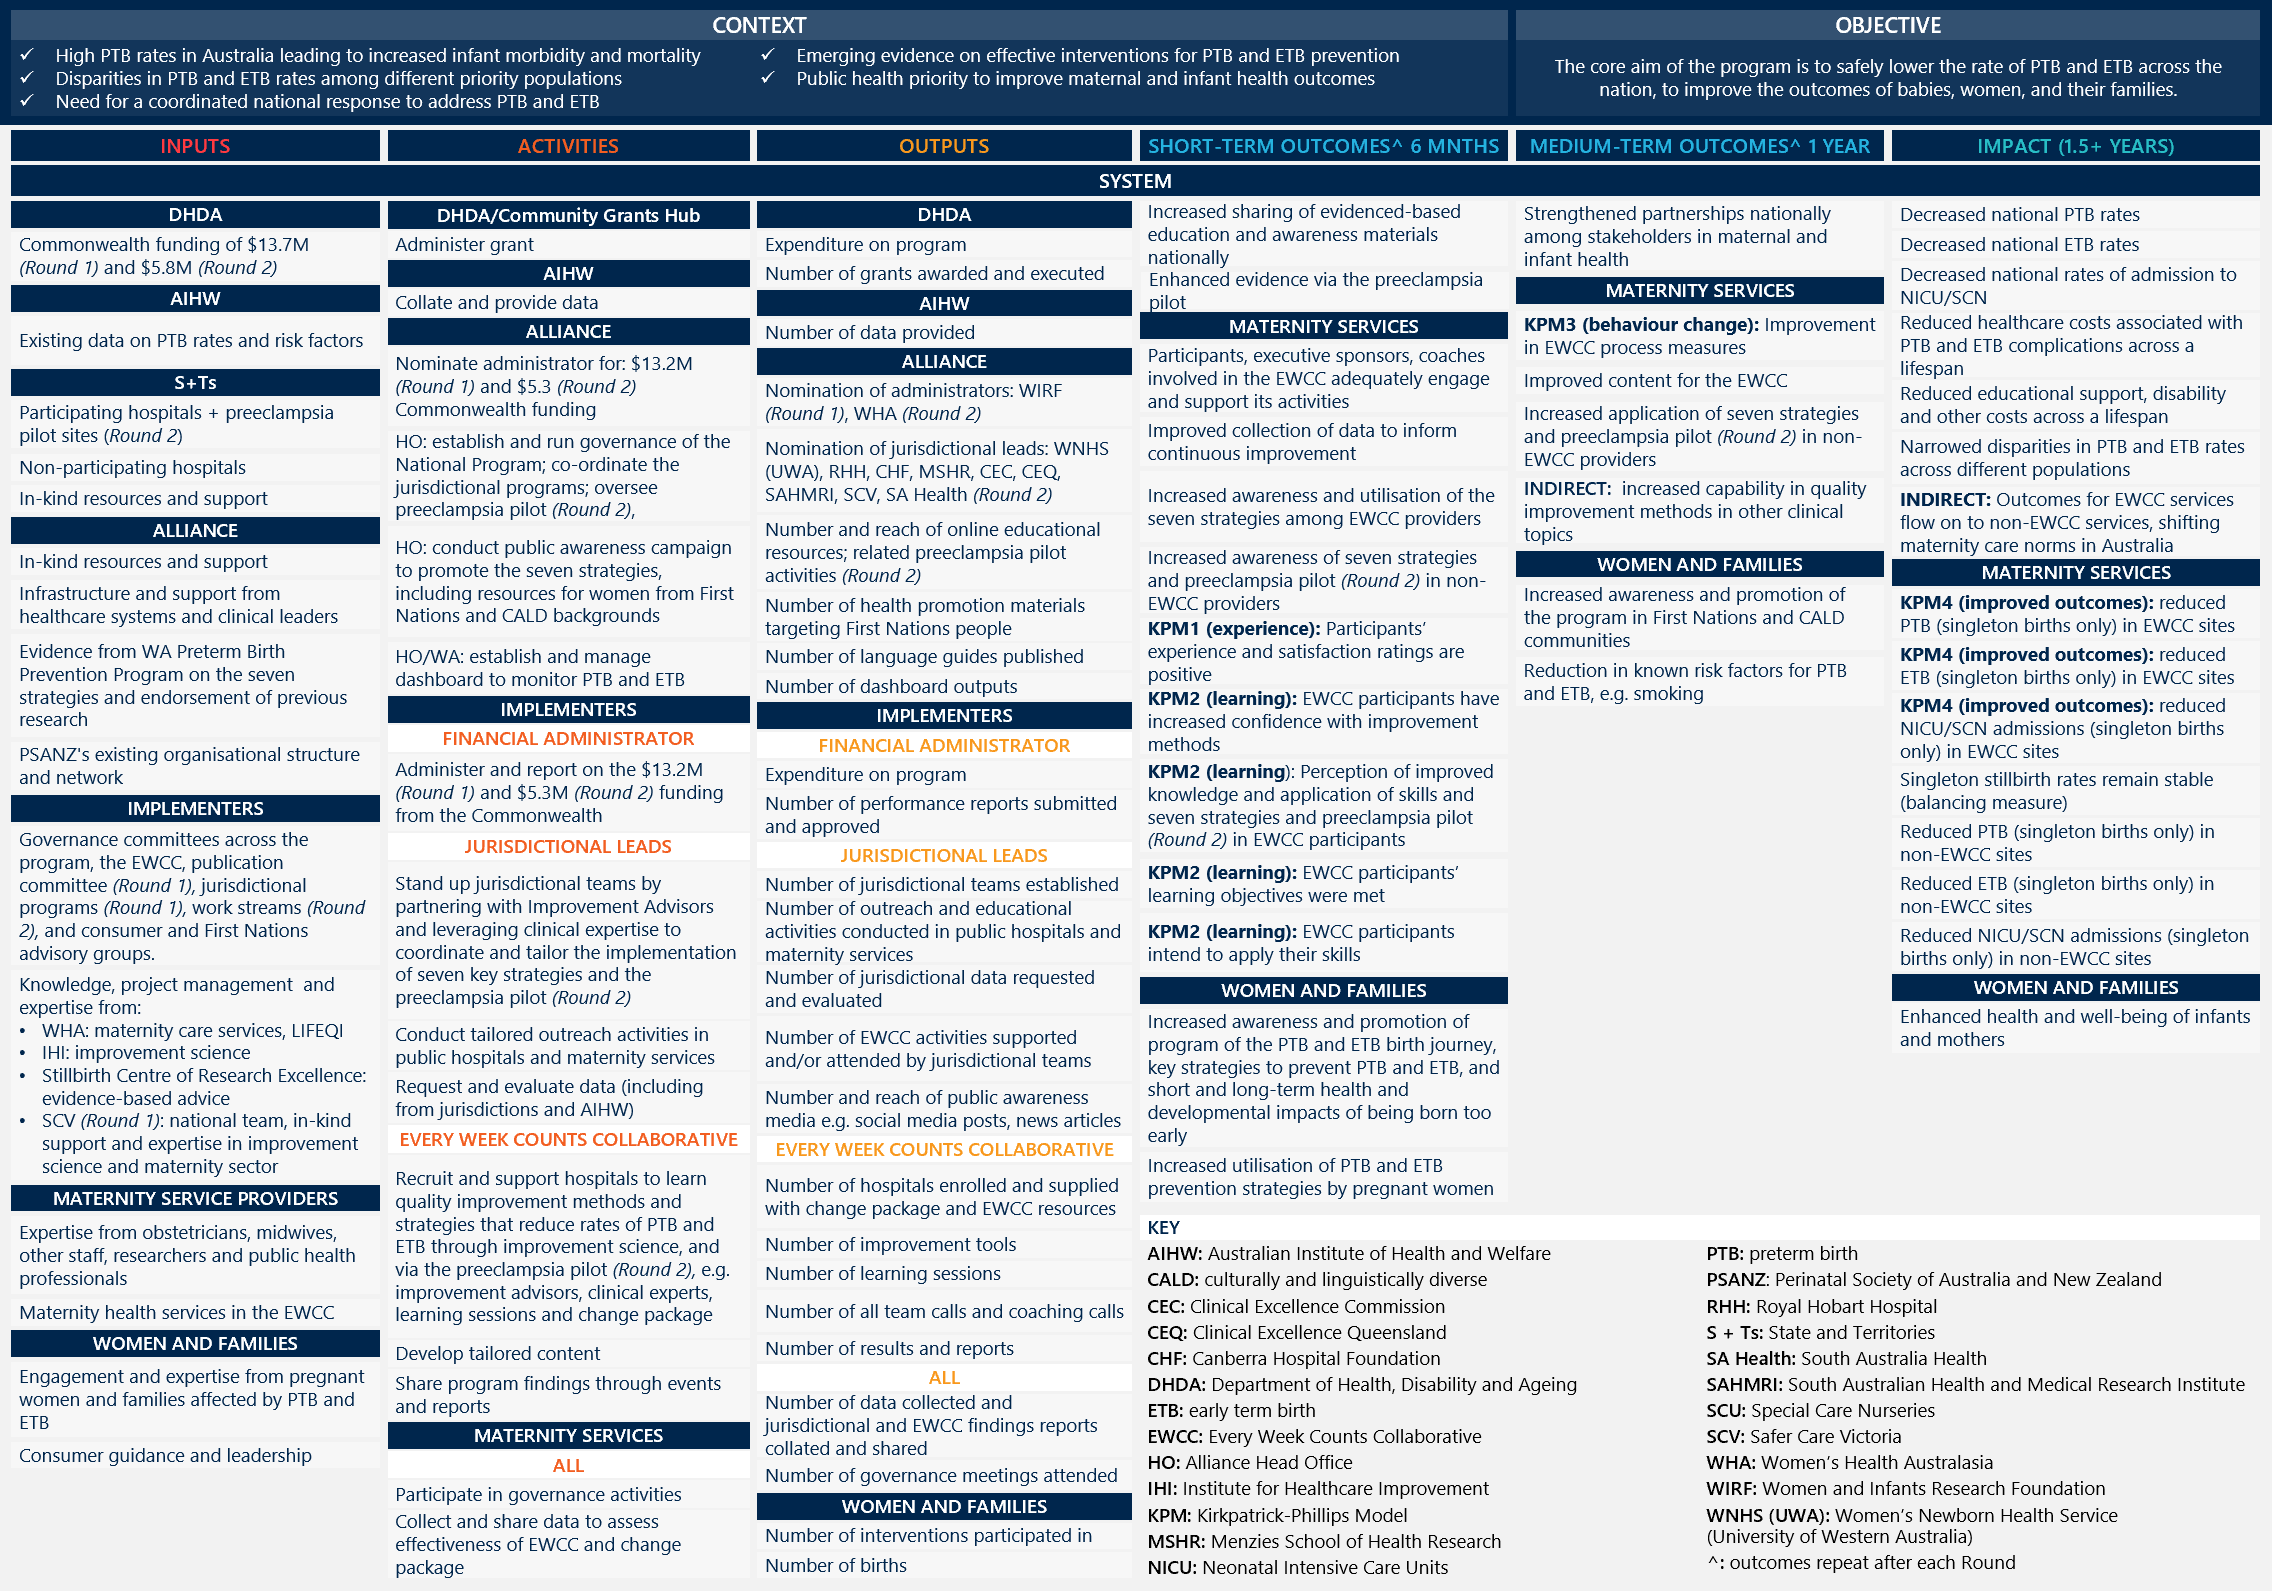 CONTEXT
✓ High PTB rates in Australia leading to increased infant morbidity and mortality
✓ Disparities in PTB and ETB rates among different priority populations
✓ Need for a coordinated national response to address PTB and ETB
✓ Emerging evidence on effective interventions for PTB and ETB prevention
✓ Public health priority to improve maternal and infant health outcomes
OBJECTIVE
The core aim of the program is to safely lower the rate of PTB and ETB across the
nation, to improve the outcomes of babies, women, and their families.
INPUTS
ACTIVITIES
OUTPUTS
SHORT-TERM OUTCOMES^ 6 MNTHS
MEDIUM-TERM OUTCOMES^ 1 YEAR
IMPACT (1.5+ YEARS)
SYSTEM
DHDA
Commonwealth funding of $13.7M
(Round 1) and $5.8M (Round 2)
AIHW
Existing data on PTB rates and risk factors
S+Ts
Participating hospitals + preeclampsia
pilot sites (Round 2)
Non-participating hospitals
In-kind resources and support
ALLIANCE
In-kind resources and support
Infrastructure and support from
healthcare systems and clinical leaders
Evidence from WA Preterm Birth
Prevention Program on the seven
strategies and endorsement of previous
research
PSANZ's existing organisational structure
and network
IMPLEMENTERS
Governance committees across the
program, the EWCC, publication
committee (Round 1), jurisdictional
programs (Round 1), work streams (Round
2), and consumer and First Nations
advisory groups.
Knowledge, project management and
expertise from:
• WHA: maternity care services, LIFEQI
• IHI: improvement science
• Stillbirth Centre of Research Excellence:
evidence-based advice
• SCV (Round 1): national team, in-kind
support and expertise in improvement
science and maternity sector
MATERNITY SERVICE PROVIDERS
Expertise from obstetricians, midwives,
other staff, researchers and public health
professionals
Maternity health services in the EWCC
WOMEN AND FAMILIES
Engagement and expertise from pregnant
women and families affected by PTB and
ETB
Consumer guidance and leadership
DHDA/Community Grants Hub
Administer grant
AIHW
Collate and provide data
ALLIANCE
Nominate administrator for: $13.2M
(Round 1) and $5.3 (Round 2)
Commonwealth funding
HO: establish and run governance of the
National Program; co-ordinate the
jurisdictional programs; oversee
preeclampsia pilot (Round 2),
HO: conduct public awareness campaign
to promote the seven strategies,
including resources for women from First
Nations and CALD backgrounds
HO/WA: establish and manage
dashboard to monitor PTB and ETB
IMPLEMENTERS
FINANCIAL ADMINISTRATOR
Administer and report on the $13.2M
(Round 1) and $5.3M (Round 2) funding
from the Commonwealth
JURISDICTIONAL LEADS
Stand up jurisdictional teams by
partnering with Improvement Advisors
and leveraging clinical expertise to
coordinate and tailor the implementation
of seven key strategies and the
preeclampsia pilot (Round 2)
Conduct tailored outreach activities in
public hospitals and maternity services
Request and evaluate data (including
from jurisdictions and AIHW)
EVERY WEEK COUNTS COLLABORATIVE
Recruit and support hospitals to learn
quality improvement methods and
strategies that reduce rates of PTB and
ETB through improvement science, and
via the preeclampsia pilot (Round 2), e.g.
improvement advisors, clinical experts,
learning sessions and change package
Develop tailored content
Share program findings through events
and reports
MATERNITY SERVICES
ALL
Participate in governance activities
Collect and share data to assess
effectiveness of EWCC and change
package
DHDA
Expenditure on program
Number of grants awarded and executed
AIHW
Number of data provided
ALLIANCE
Nomination of administrators: WIRF
(Round 1), WHA (Round 2)
Nomination of jurisdictional leads: WNHS
(UWA), RHH, CHF, MSHR, CEC, CEQ,
SAHMRI, SCV, SA Health (Round 2)
Number and reach of online educational
resources; related preeclampsia pilot
activities (Round 2)
Number of health promotion materials
targeting First Nations people
Number of language guides published
Number of dashboard outputs
IMPLEMENTERS
FINANCIAL ADMINISTRATOR
Expenditure on program
Number of performance reports submitted
and approved
JURISDICTIONAL LEADS
Number of jurisdictional teams established
Number of outreach and educational
activities conducted in public hospitals and
maternity services
Number of jurisdictional data requested
and evaluated
Number of EWCC activities supported
and/or attended by jurisdictional teams
Number and reach of public awareness
media e.g. social media posts, news articles
EVERY WEEK COUNTS COLLABORATIVE
Number of hospitals enrolled and supplied
with change package and EWCC resources
Number of improvement tools
Number of learning sessions
Number of all team calls and coaching calls
Number of results and reports
ALL
Number of data collected and
jurisdictional and EWCC findings reports
collated and shared
Number of governance meetings attended
WOMEN AND FAMILIES
Number of interventions participated in
Number of births
Increased sharing of evidenced-based
education and awareness materials
nationally
Enhanced evidence via the preeclampsia
pilot
MATERNITY SERVICES
Participants, executive sponsors, coaches
involved in the EWCC adequately engage
and support its activities
Improved collection of data to inform
continuous improvement
Increased awareness and utilisation of the
seven strategies among EWCC providers
Increased awareness of seven strategies
and preeclampsia pilot (Round 2) in non-
EWCC providers
KPM1 (experience): Participants’
experience and satisfaction ratings are
positive
KPM2 (learning): EWCC participants have
increased confidence with improvement
methods
KPM2 (learning): Perception of improved
knowledge and application of skills and
seven strategies and preeclampsia pilot
(Round 2) in EWCC participants
KPM2 (learning): EWCC participants’
learning objectives were met
KPM2 (learning): EWCC participants
intend to apply their skills
WOMEN AND FAMILIES
Increased awareness and promotion of
program of the PTB and ETB birth journey,
key strategies to prevent PTB and ETB, and
short and long-term health and
developmental impacts of being born too
early
Increased utilisation of PTB and ETB
prevention strategies by pregnant women
Strengthened partnerships nationally
among stakeholders in maternal and
infant health
MATERNITY SERVICES
KPM3 (behaviour change): Improvement
in EWCC process measures
Improved content for the EWCC
Increased application of seven strategies
and preeclampsia pilot (Round 2) in non-
EWCC providers
INDIRECT: increased capability in quality
improvement methods in other clinical
topics
WOMEN AND FAMILIES
Increased awareness and promotion of
the program in First Nations and CALD
communities
Reduction in known risk factors for PTB
and ETB, e.g. smoking
Decreased national PTB rates
Decreased national ETB rates
Decreased national rates of admission to
NICU/SCN
Reduced healthcare costs associated with
PTB and ETB complications across a
lifespan
Reduced educational support, disability
and other costs across a lifespan
Narrowed disparities in PTB and ETB rates
across different populations
INDIRECT: Outcomes for EWCC services
flow on to non-EWCC services, shifting
maternity care norms in Australia
MATERNITY SERVICES
KPM4 (improved outcomes): reduced
PTB (singleton births only) in EWCC sites
KPM4 (improved outcomes): reduced
ETB (singleton births only) in EWCC sites
KPM4 (improved outcomes): reduced
NICU/SCN admissions (singleton births
only) in EWCC sites
Singleton stillbirth rates remain stable
(balancing measure)
Reduced PTB (singleton births only) in
non-EWCC sites
Reduced ETB (singleton births only) in
non-EWCC sites
Reduced NICU/SCN admissions (singleton
births only) in non-EWCC sites
WOMEN AND FAMILIES
Enhanced health and well-being of infants
and mothers
KEY
AIHW: Australian Institute of Health and Welfare
CALD: culturally and linguistically diverse
CEC: Clinical Excellence Commission
CEQ: Clinical Excellence Queensland
CHF: Canberra Hospital Foundation
DHDA: Department of Health, Disability and Ageing
ETB: early term birth
EWCC: Every Week Counts Collaborative
HO: Alliance Head Office
IHI: Institute for Healthcare Improvement
KPM: Kirkpatrick-Phillips Model
MSHR: Menzies School of Health Research
NICU: Neonatal Intensive Care Units
PTB: preterm birth
PSANZ: Perinatal Society of Australia and New Zealand
RHH: Royal Hobart Hospital
S + Ts: State and Territories
SA Health: South Australia Health
SAHMRI: South Australian Health and Medical Research Institute
SCU: Special Care Nurseries
SCV: Safer Care Victoria
WHA: Women’s Health Australasia
WIRF: Women and Infants Research Foundation
WNHS (UWA): Women’s Newborn Health Service
(University of Western Australia)
^: outcomes repeat after each Round